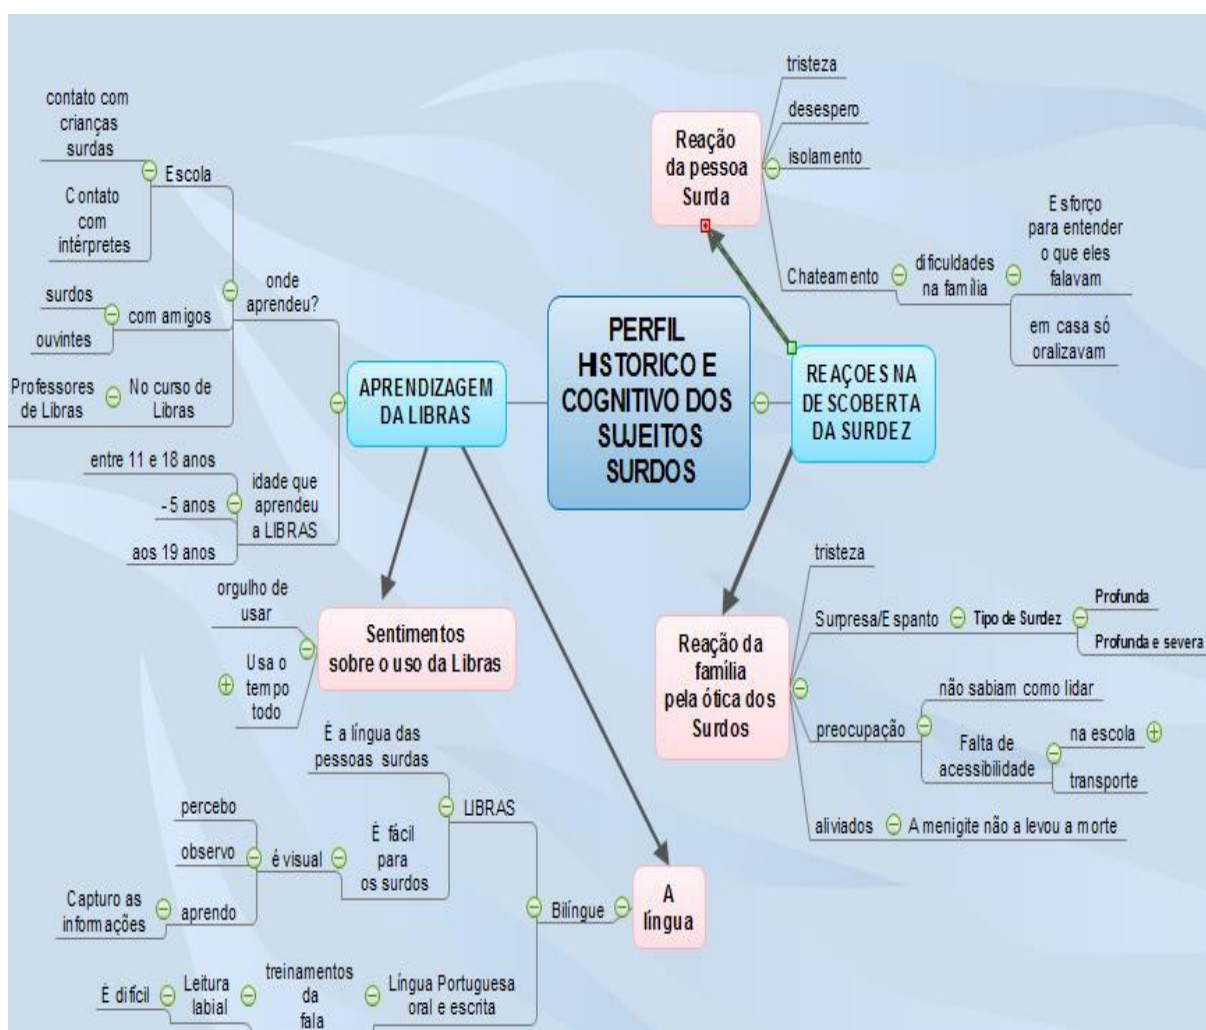 PERFIL
HISTORICO E
COGNITIVO DOS
SUJEITOS
SURDOS
APRENDIZAGEM
DA LIBRAS
onde
aprendeu?
Escola
contato com
crianças
surdas
Contato
com
intérpretes
com amigos
surdos
ouvintes
No curso de
Libras
Professores
de Libras
idade que
aprendeu
a LIBRAS
entre 11 e 18 anos
- 5 anos
aos 19 anos
Sentimentos
sobre o uso da Libras
orgulho de
usar
Usa o
tempo
todo
A
língua
Bilíngue
LIBRAS
É a língua das
pessoas surdas
É fácil
para
os surdos
é visual
percebo
observo
aprendo
Capturo as
informações
Língua Portuguesa
oral e escrita
treinamentos
da
fala
Leitura
labial
É difícil
REAÇOES NA
DESCOBERTA
DA SURDEZ
Reação
da pessoa
Surda
tristeza
desespero
isolamento
Chateamento
dificuldades
na família
Esforço
para entender
o que eles
falavam
em casa só
oralizavam
Reação da
família
pela ótica dos
Surdos
tristeza
Surpresa/Espanto
Tipo de Surdez
Profunda
Profunda e severa
preocupação
não sabiam como lidar
Falta de
acessibilidade
na escola
transporte
aliviados
A menigite não a levou a morte